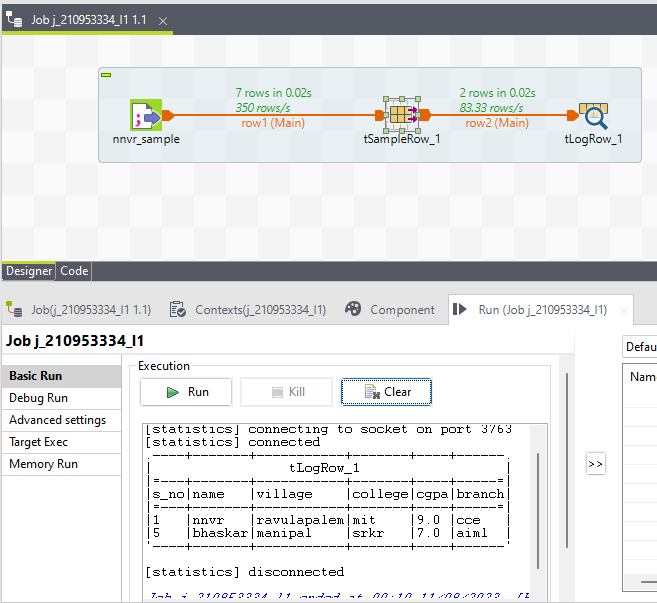 Job j_210953334_l1 1.1
7 rows in 0.02s
350 rows/s
row1 (Main)
2 rows in 0.02s
83.33 rows/s
row2 (Main)
nnvr_sample
tSampleRow_1
tLogRow_1
Designer
Code
Job(j_210953334_l1 1.1)
Contexts(j_210953334_l1)
Component
Run (Job j_210953334_l1)
Job j_210953334_l1
Basic Run
Debug Run
Advanced settings
Target Exec
Memory Run
Execution
Run
Kill
Clear
[statistics] connecting to socket on port 3763
[statistics] connected
.----+-------+----------+-------+----+------.
|                 tLogRow_1                 |
|=---+-------+----------+-------+----+-----=|
|s_no|name   |village   |college|cgpa|branch|
|=---+-------+----------+-------+----+-----=|
|1   |nnvr   |ravulapalem|mit    |9.0 |cce   |
|5   |bhaskar|manipal   |srkr   |7.0 |aiml  |
'----+-------+----------+-------+----+------'
[statistics] disconnected
>>
Defau
Nam